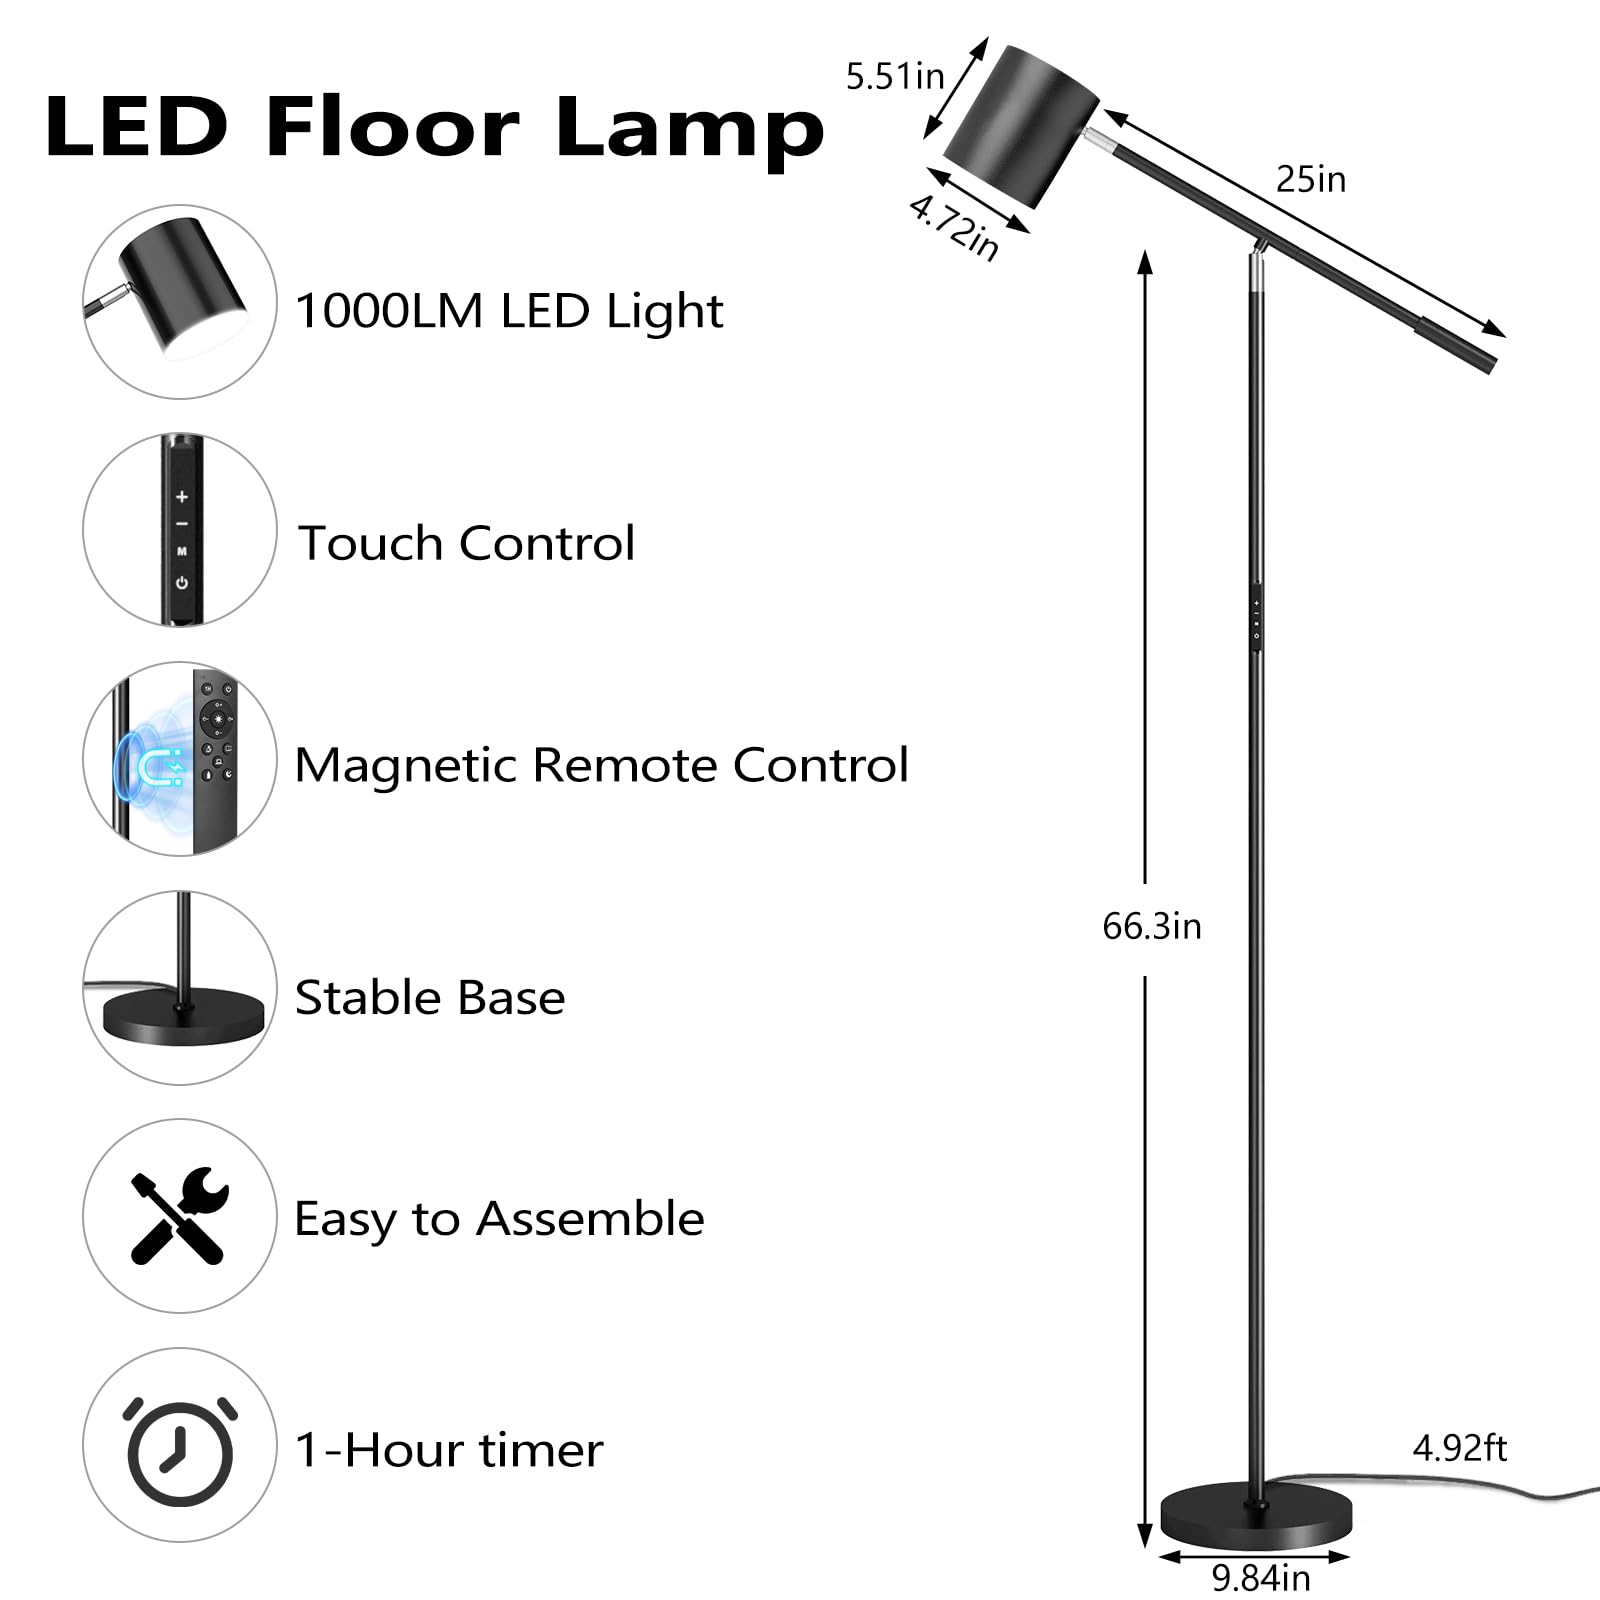 LED Floor Lamp
1000LM LED Light
Touch Control
M
1H
Magnetic Remote Control
Stable Base
Easy to Assemble
1-Hour timer
5.51in
4.72in
25in
66.3in
4.92ft
9.84in